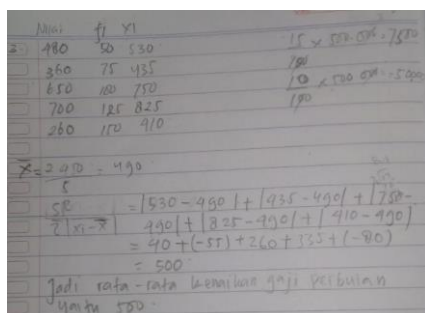 Nilai fi XI
2. 480 50 530
360 75 435
650 100 750
700 125 825
260 150 410
15 × 500.000 = 7500
100
10 × 500.000 = 5000
100
x̄ = 2450 = 490
5
SR = |530 - 490| + |435 - 490| + |750 -
Σ|xi - x̄| 490| + |825 - 490| + |410 - 490|
= 40 + (-55) + 260 + 335 + (-80)
= 500
Jadi rata-rata kenaikan gaji perbulan
yaitu 500.